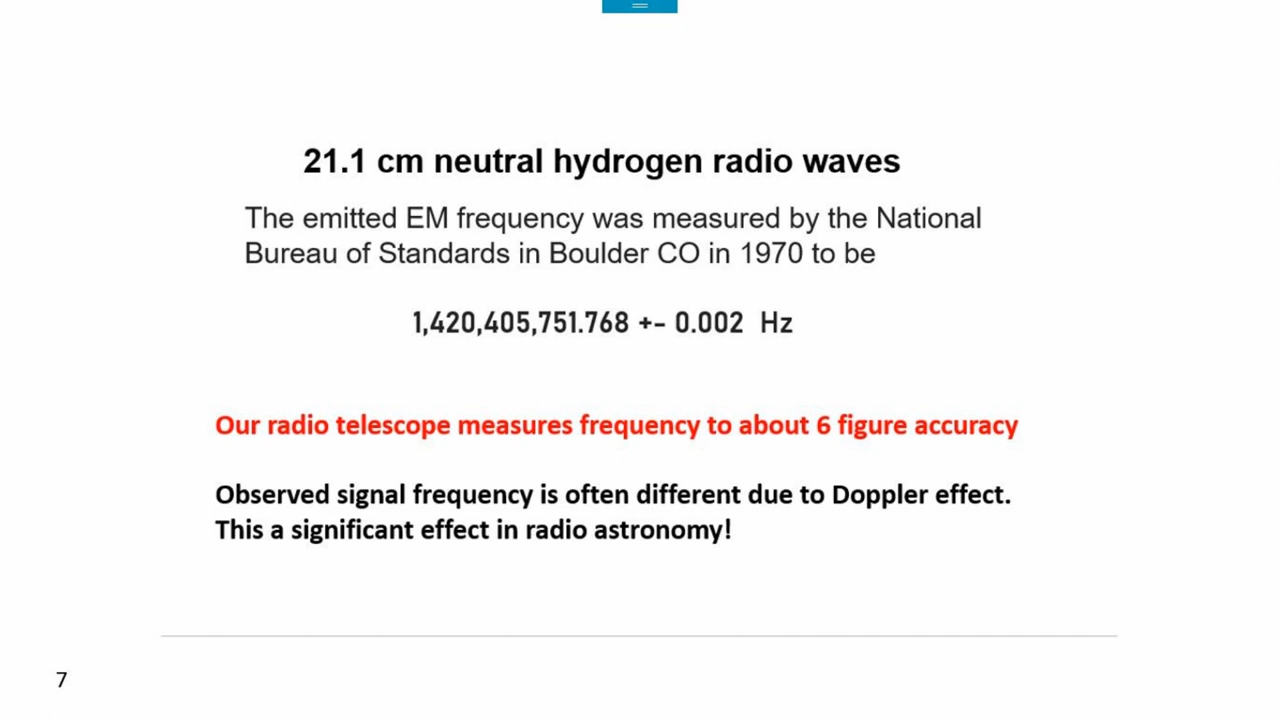 21.1 cm neutral hydrogen radio waves
The emitted EM frequency was measured by the National
Bureau of Standards in Boulder CO in 1970 to be
1,420,405,751.768 +- 0.002 Hz
Our radio telescope measures frequency to about 6 figure accuracy
Observed signal frequency is often different due to Doppler effect.
This a significant effect in radio astronomy!
7